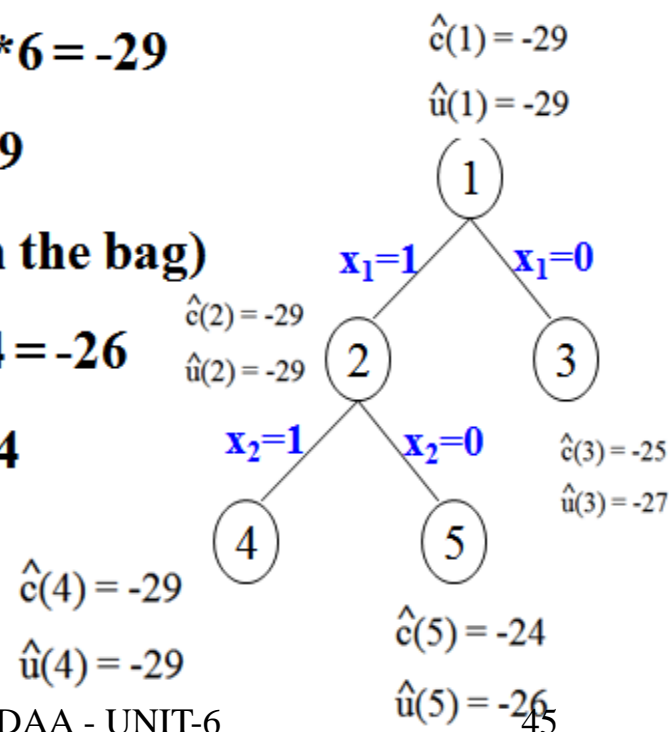 *6 = -29
9
the bag)
= -26
4
ĉ(1) = -29
û(1) = -29
1
x₁=1
x₁=0
ĉ(2) = -29
û(2) = -29
2
3
x₂=1
x₂=0
ĉ(3) = -25
û(3) = -27
4
5
ĉ(4) = -29
û(4) = -29
ĉ(5) = -24
û(5) = -26
DAA - UNIT-6
45